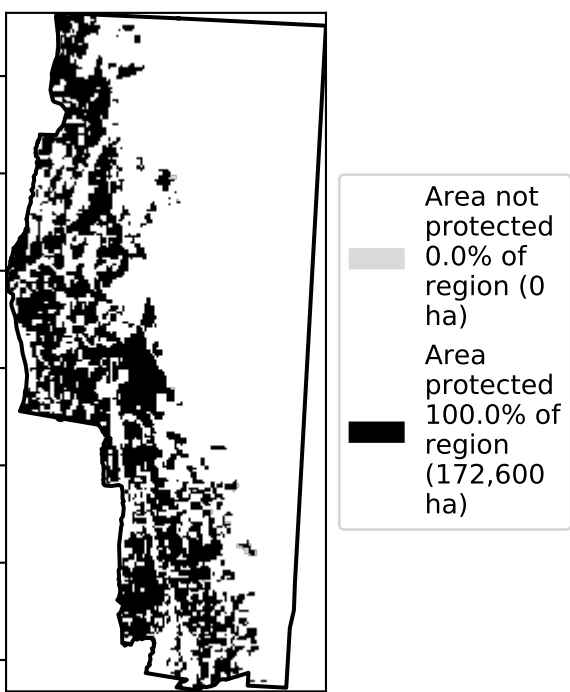 Area not
protected
0.0% of
region (0
ha)
Area
protected
100.0% of
region
(172,600
ha)